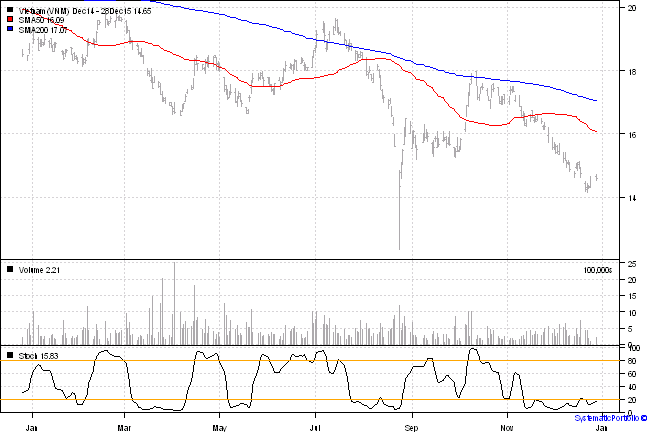 Vietnam (VNM) Dec14 - 28Dec15 14.65
SMA50 16.09
SMA200 17.07
20
18
16
14
Volume 2.21
100,000s
25
20
15
10
5
0
Stoch 15.83
100
80
60
40
20
0
Jan Mar May Jul Sep Nov Jan
SystematicPortfolio ©